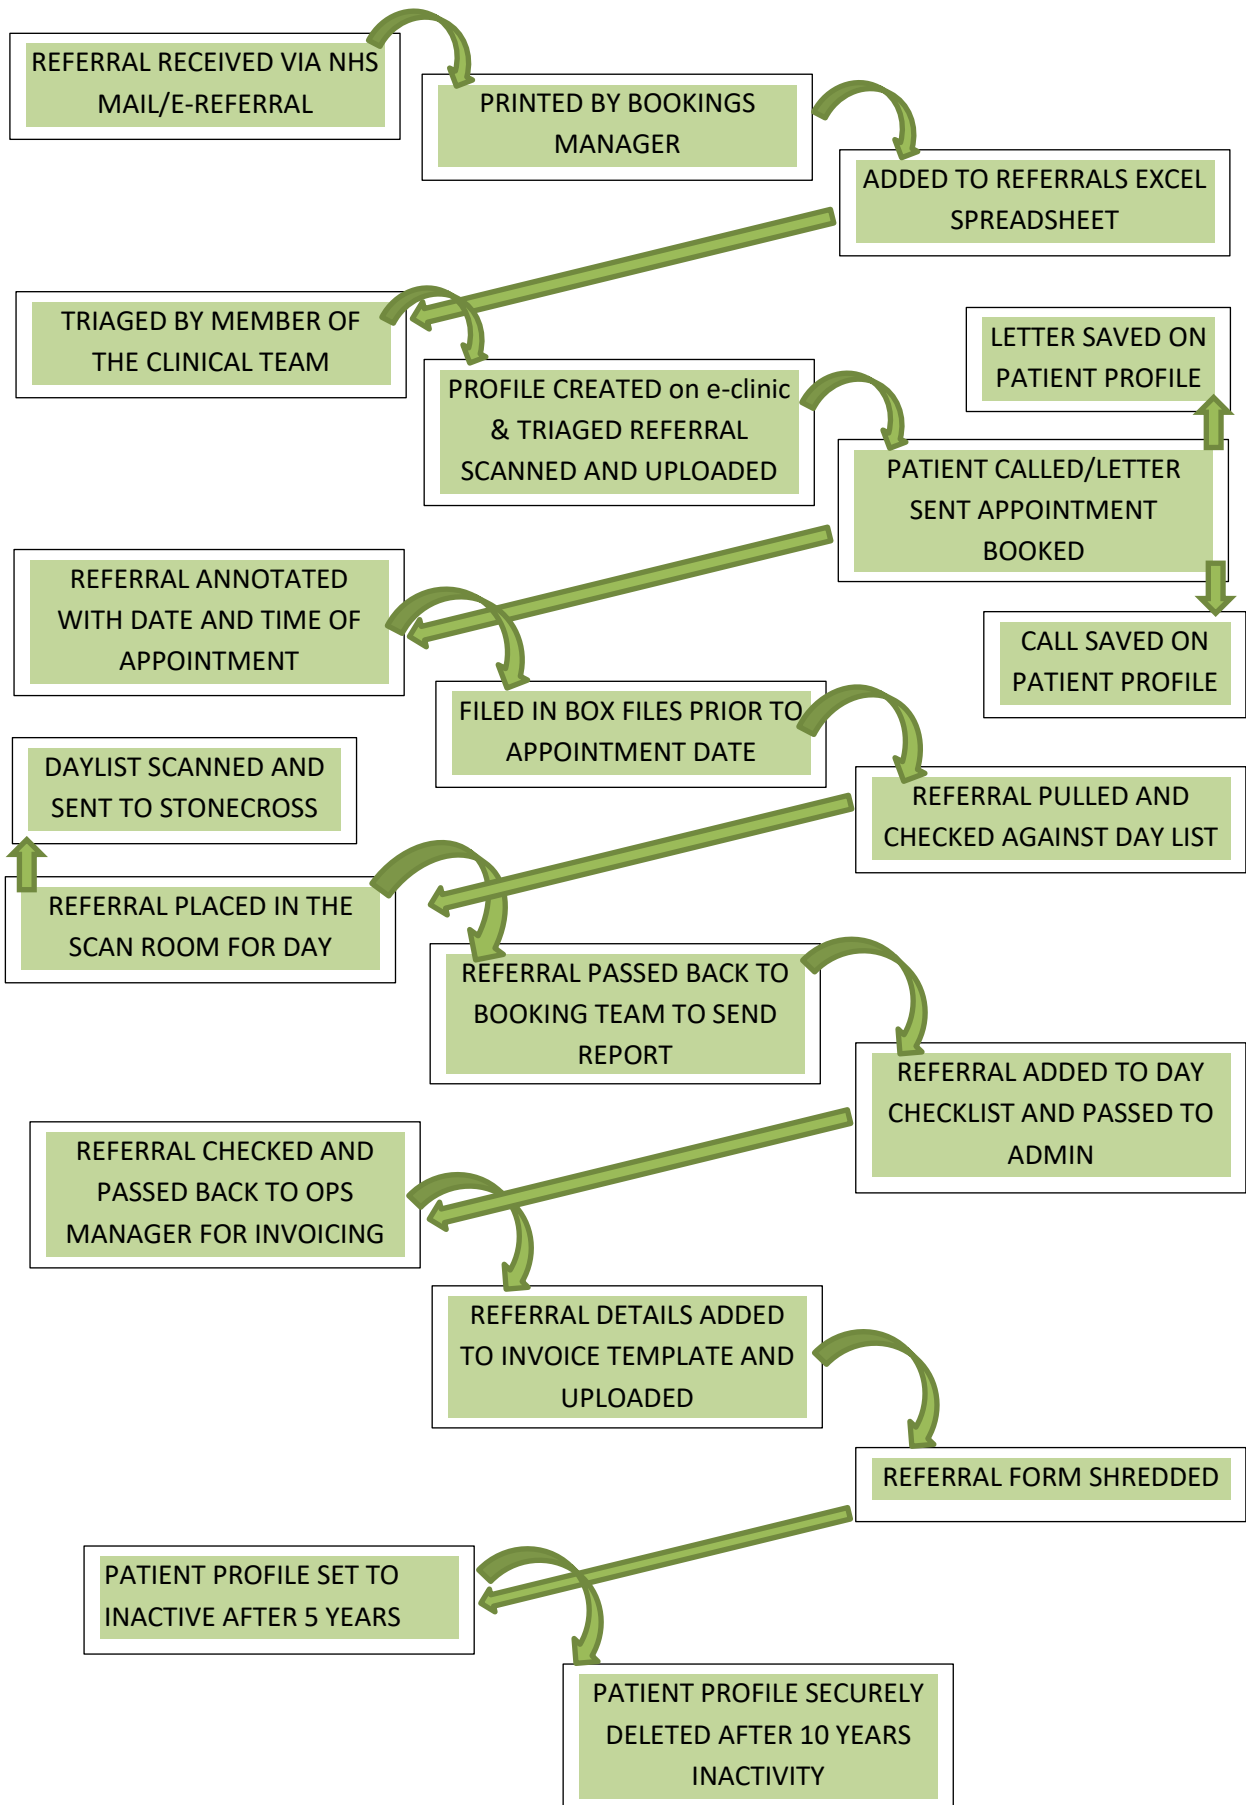 REFERRAL RECEIVED VIA NHS
MAIL/E-REFERRAL
PRINTED BY BOOKINGS
MANAGER
ADDED TO REFERRALS EXCEL
SPREADSHEET
TRIAGED BY MEMBER OF
THE CLINICAL TEAM
PROFILE CREATED on e-clinic
& TRIAGED REFERRAL
SCANNED AND UPLOADED
LETTER SAVED ON
PATIENT PROFILE
PATIENT CALLED/LETTER
SENT APPOINTMENT
BOOKED
CALL SAVED ON
PATIENT PROFILE
REFERRAL ANNOTATED
WITH DATE AND TIME OF
APPOINTMENT
FILED IN BOX FILES PRIOR TO
APPOINTMENT DATE
REFERRAL PULLED AND
CHECKED AGAINST DAY LIST
DAYLIST SCANNED AND
SENT TO STONECROSS
REFERRAL PLACED IN THE
SCAN ROOM FOR DAY
REFERRAL PASSED BACK TO
BOOKING TEAM TO SEND
REPORT
REFERRAL ADDED TO DAY
CHECKLIST AND PASSED TO
ADMIN
REFERRAL CHECKED AND
PASSED BACK TO OPS
MANAGER FOR INVOICING
REFERRAL DETAILS ADDED
TO INVOICE TEMPLATE AND
UPLOADED
REFERRAL FORM SHREDDED
PATIENT PROFILE SET TO
INACTIVE AFTER 5 YEARS
PATIENT PROFILE SECURELY
DELETED AFTER 10 YEARS
INACTIVITY